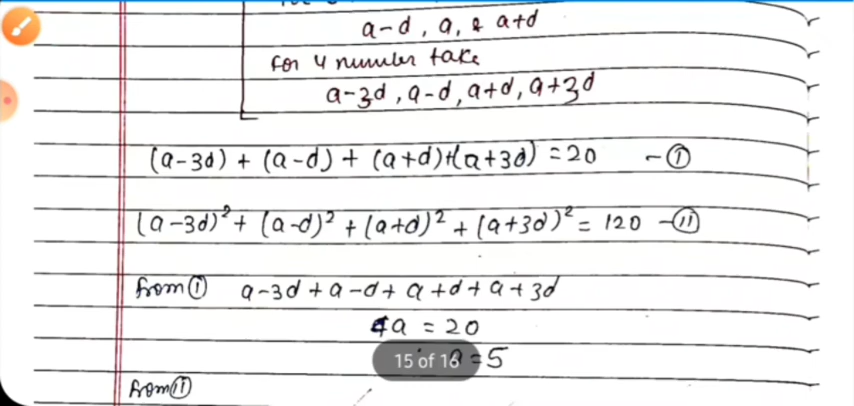 a-d, a, & a+d
for 4 number take
a-3d, a-d, a+d, a+3d
(a-3d) + (a-d) + (a+d)+(a+3d) = 20 - ①
(a-3d)² + (a-d)² + (a+d)² + (a+3d)² = 120 - ⑪
from ① a-3d+a-d+a+d+a+3d
4a = 20
a=5
15 of 16
from ⑪